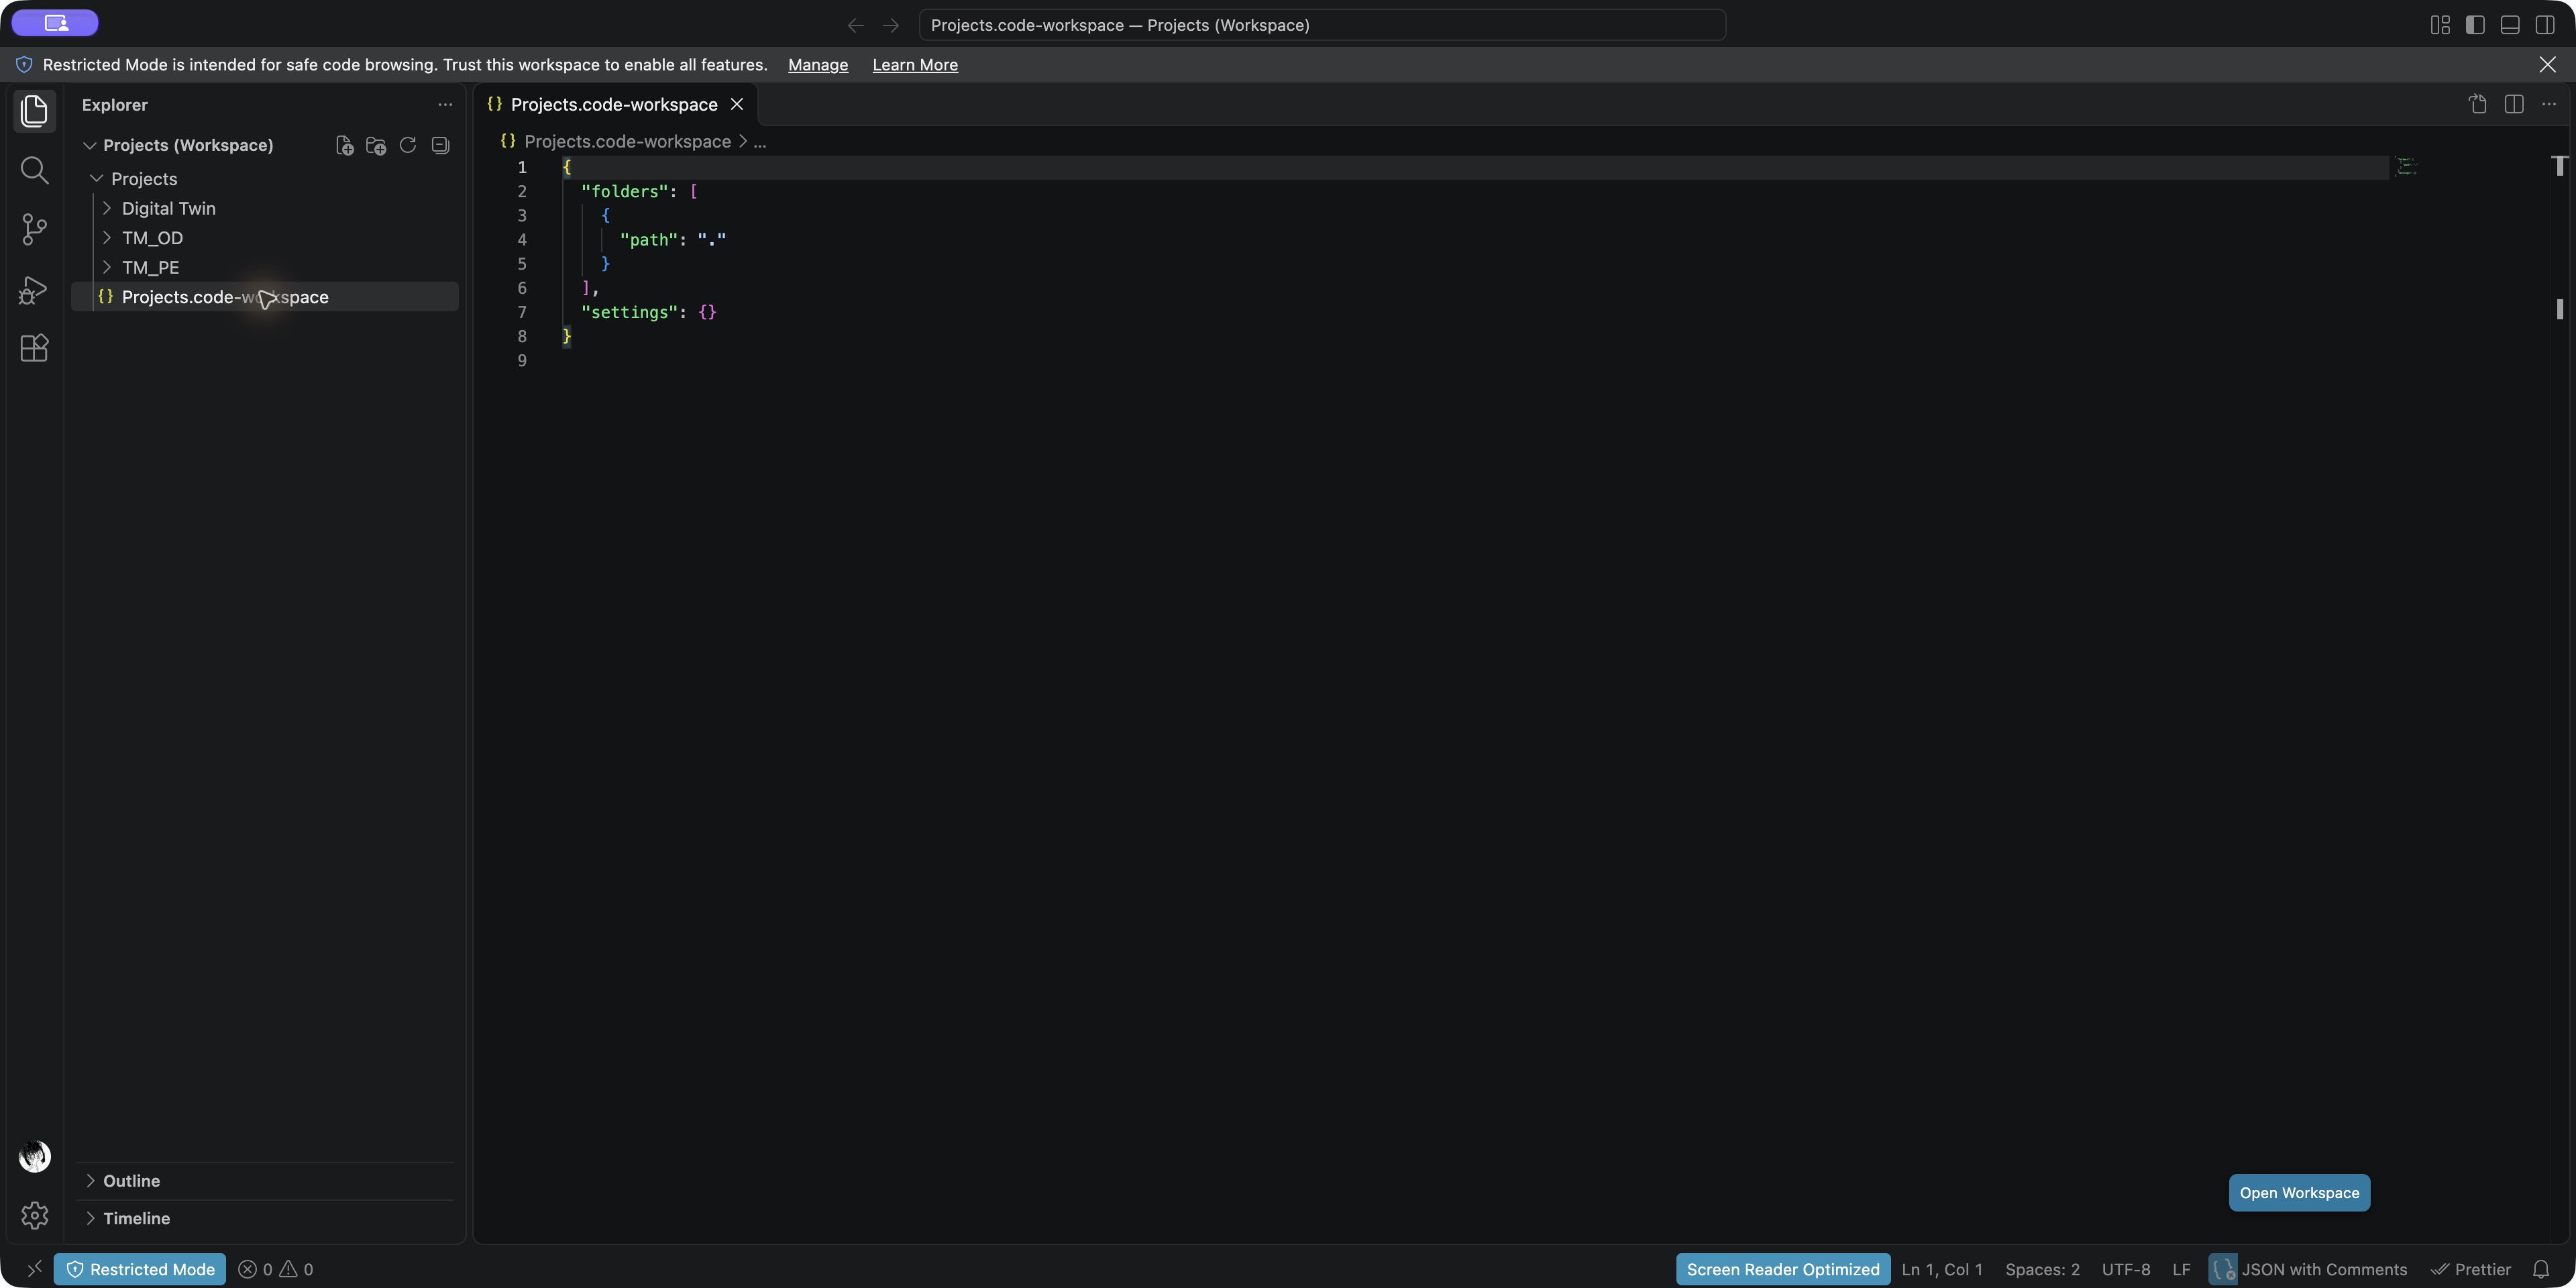 Projects.code-workspace — Projects (Workspace)
Restricted Mode is intended for safe code browsing. Trust this workspace to enable all features. Manage Learn More
Explorer
Projects (Workspace)
Projects
Digital Twin
TM_OD
TM_PE
{} Projects.code-workspace
Outline
Timeline
{} Projects.code-workspace
{} Projects.code-workspace > ...
1 {
2 "folders": [
3 {
4 "path": "."
5 }
6 ],
7 "settings": {}
8 }
9
Open Workspace
Restricted Mode 0 0 Screen Reader Optimized Ln 1, Col 1 Spaces: 2 UTF-8 LF JSON with Comments Prettier